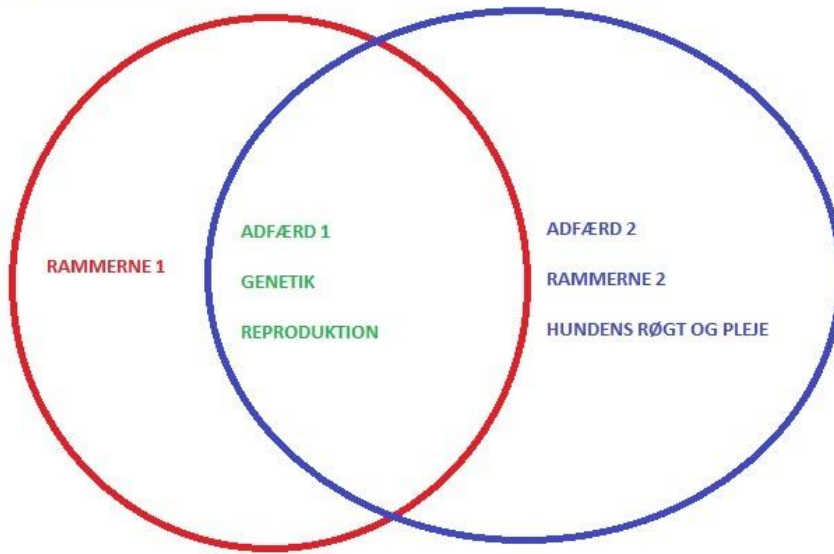 RAMMERNE 1
ADFÆRD 1
GENETIK
REPRODUKTION
ADFÆRD 2
RAMMERNE 2
HUNDENS RØGT OG PLEJE